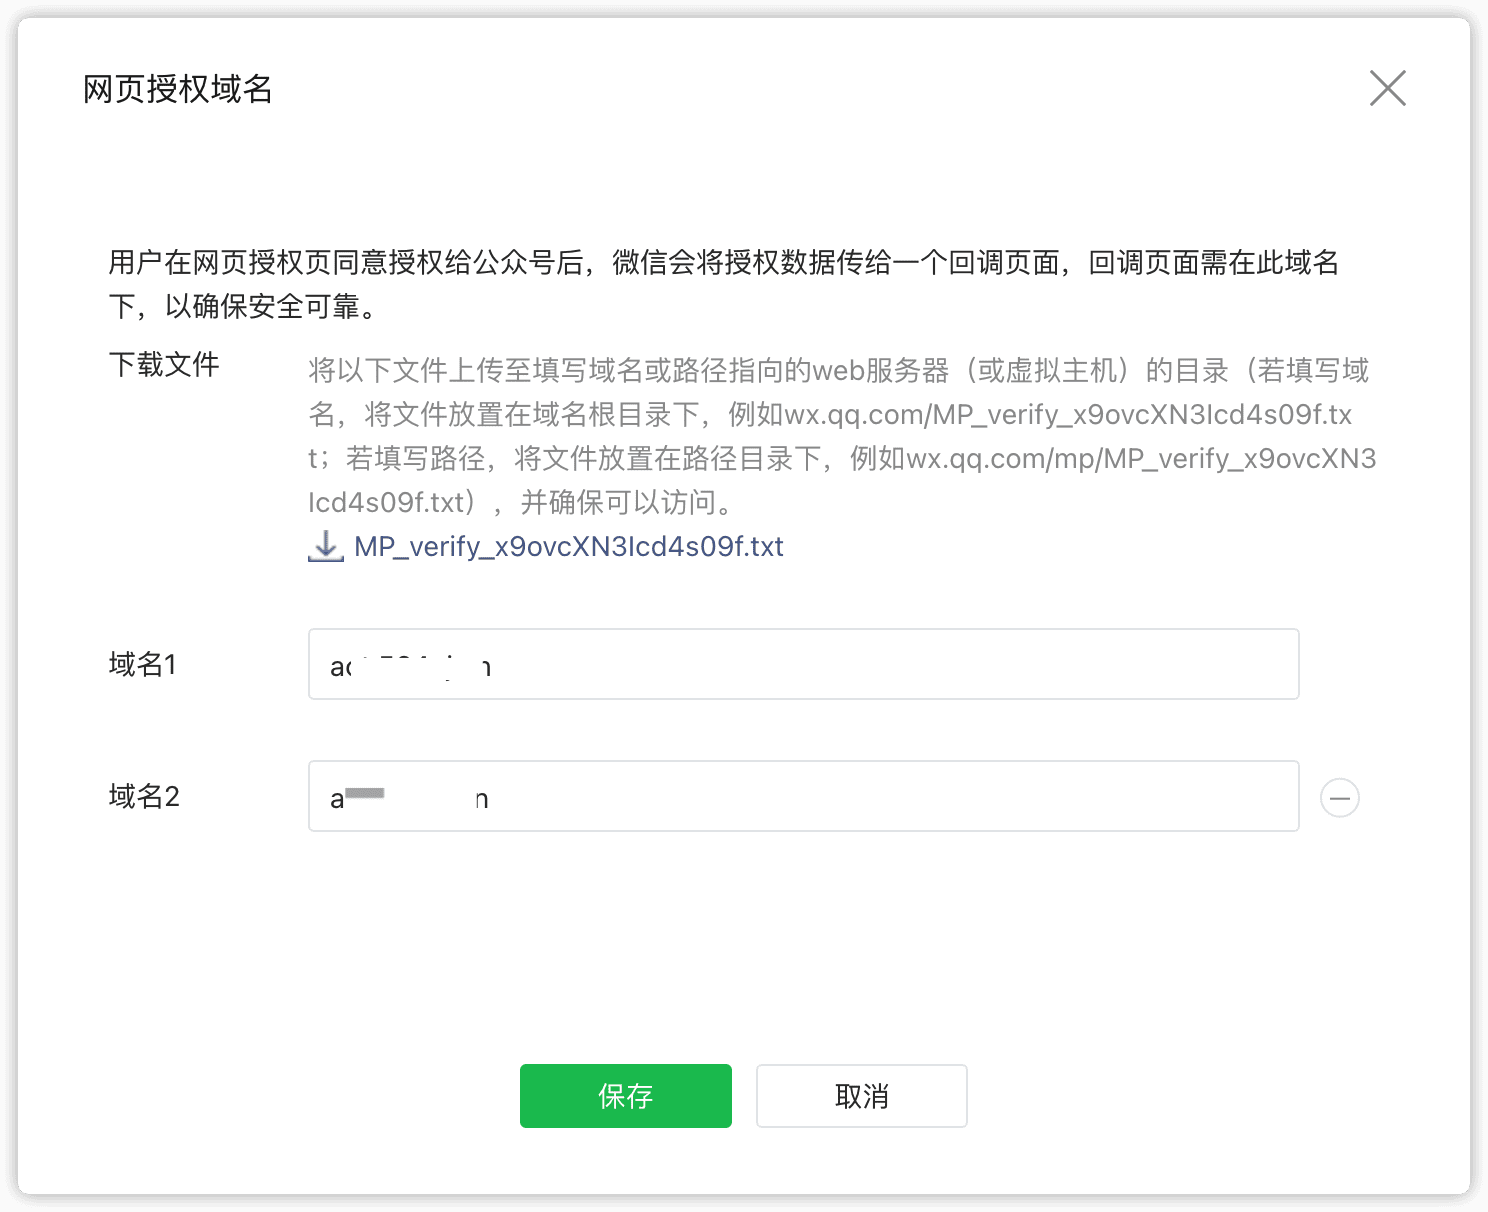 网页授权域名
用户在网页授权页同意授权给公众号后，微信会将授权数据传给一个回调页面，回调页面需在此域名
下，以确保安全可靠。
下载文件
将以下文件上传至填写域名或路径指向的web服务器（或虚拟主机）的目录（若填写域
名，将文件放置在域名根目录下，例如wx.qq.com/MP_verify_x9ovcXN3Icd4s09f.tx
t；若填写路径，将文件放置在路径目录下，例如wx.qq.com/mp/MP_verify_x9ovcXN3
Icd4s09f.txt），并确保可以访问。
MP_verify_x9ovcXN3Icd4s09f.txt
域名1
域名2
保存
取消